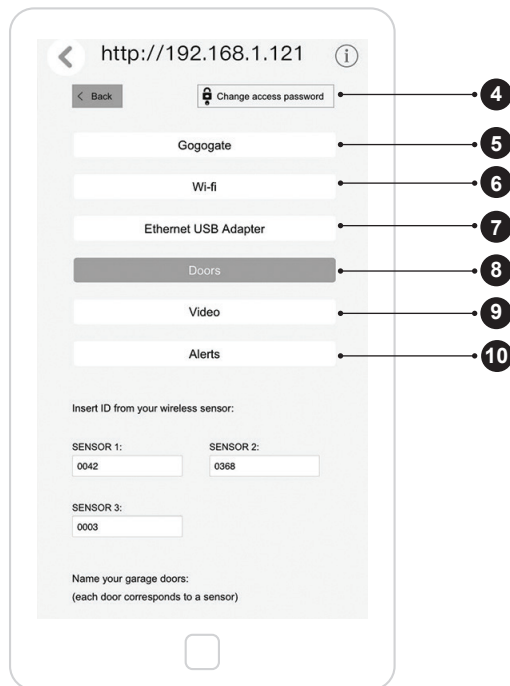 http://192.168.1.121
i
< Back
Change access password
4
Gogogate
5
Wi-fi
6
Ethernet USB Adapter
7
Doors
8
Video
9
Alerts
10
Insert ID from your wireless sensor:
SENSOR 1: SENSOR 2:
0042 0368
SENSOR 3:
0003
Name your garage doors:
(each door corresponds to a sensor)